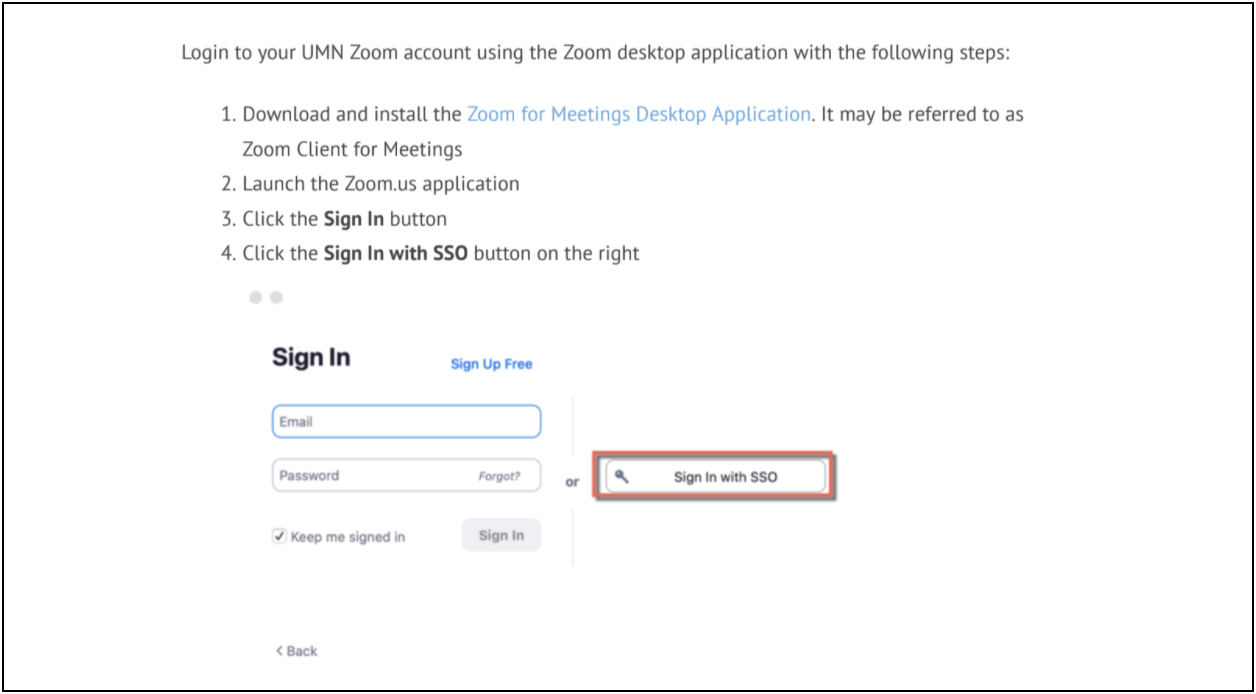 Login to your UMN Zoom account using the Zoom desktop application with the following steps:
1. Download and install the Zoom for Meetings Desktop Application. It may be referred to as
Zoom Client for Meetings
2. Launch the Zoom.us application
3. Click the Sign In button
4. Click the Sign In with SSO button on the right
Sign In
Sign Up Free
Email
Password
Forgot?
or
Sign In with SSO
Keep me signed in
Sign In
< Back